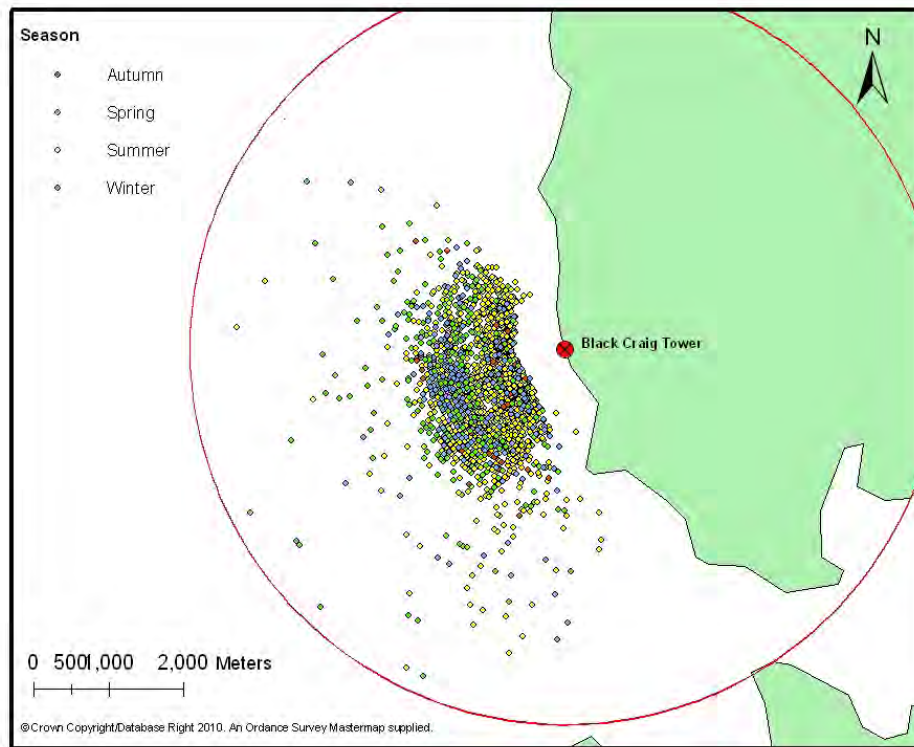 Season
Autumn
Spring
Summer
Winter
N
Black Craig Tower
0 5001,000 2,000 Meters
©Crown Copyright/Database Right 2010. An Ordance Survey Mastermap supplied.